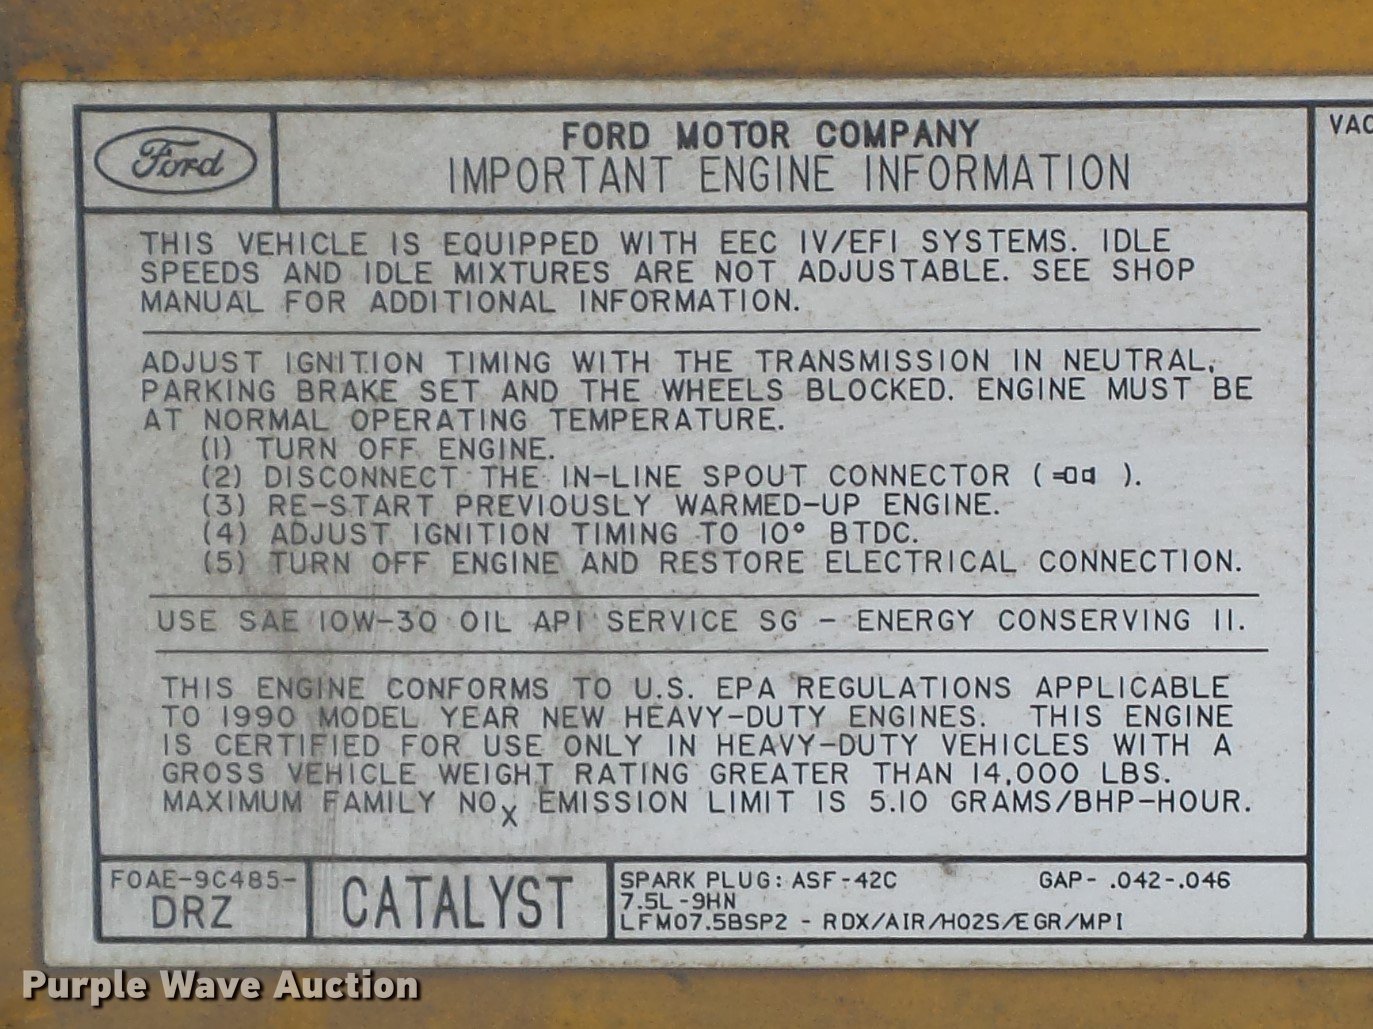 Ford
FORD MOTOR COMPANY
IMPORTANT ENGINE INFORMATION
VAC
THIS VEHICLE IS EQUIPPED WITH EEC IV/EFI SYSTEMS. IDLE
SPEEDS AND IDLE MIXTURES ARE NOT ADJUSTABLE. SEE SHOP
MANUAL FOR ADDITIONAL INFORMATION.
ADJUST IGNITION TIMING WITH THE TRANSMISSION IN NEUTRAL,
PARKING BRAKE SET AND THE WHEELS BLOCKED. ENGINE MUST BE
AT NORMAL OPERATING TEMPERATURE.
(1) TURN OFF ENGINE.
(2) DISCONNECT THE IN-LINE SPOUT CONNECTOR ( ).
(3) RE-START PREVIOUSLY WARMED-UP ENGINE.
(4) ADJUST IGNITION TIMING TO 10° BTDC.
(5) TURN OFF ENGINE AND RESTORE ELECTRICAL CONNECTION.
USE SAE 10W-30 OIL API SERVICE SG - ENERGY CONSERVING II.
THIS ENGINE CONFORMS TO U.S. EPA REGULATIONS APPLICABLE
TO 1990 MODEL YEAR NEW HEAVY-DUTY ENGINES. THIS ENGINE
IS CERTIFIED FOR USE ONLY IN HEAVY-DUTY VEHICLES WITH A
GROSS VEHICLE WEIGHT RATING GREATER THAN 14,000 LBS.
MAXIMUM FAMILY NOX EMISSION LIMIT IS 5.10 GRAMS/BHP-HOUR.
F0AE-9C485-
DRZ
CATALYST
SPARK PLUG: ASF-42C GAP- .042-.046
7.5L-9HN
LFM07.5BSP2 - RDX/AIR/HO2S/EGR/MPI
Purple Wave Auction